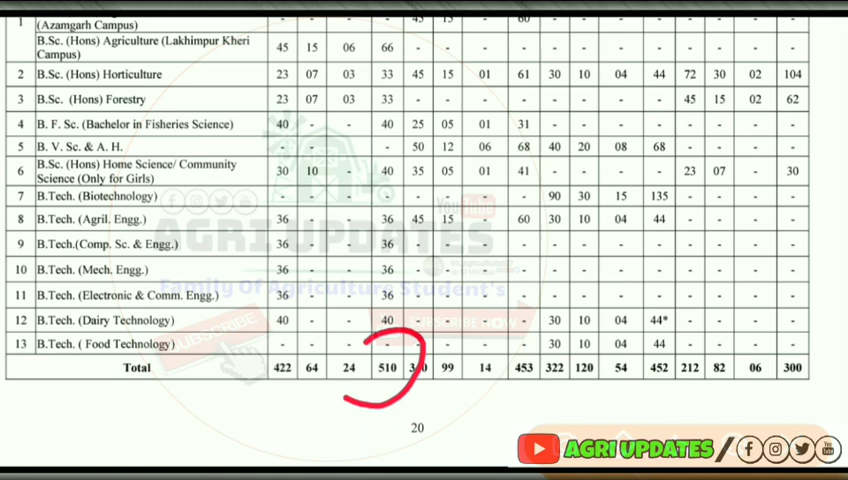 1 (Azamgarh Campus) - - - - 45 15 - 60 - - - - - - - -
B.Sc. (Hons) Agriculture (Lakhimpur Kheri
Campus) 45 15 06 66 - - - - - - - - - - - -
2 B.Sc. (Hons) Horticulture 23 07 03 33 45 15 01 61 30 10 04 44 72 30 02 104
3 B.Sc. (Hons) Forestry 23 07 03 33 - - - - - - - - 45 15 02 62
4 B. F. Sc. (Bachelor in Fisheries Science) 40 - - 40 25 05 01 31 - - - - - - - -
5 B. V. Sc. & A. H. - - - - 50 12 06 68 40 20 08 68 - - - -
6 B.Sc. (Hons) Home Science/ Community
Science (Only for Girls) 30 10 - 40 35 05 01 41 - - - - 23 07 - 30
7 B.Tech. (Biotechnology) - - - - - - - - 90 30 15 135 - - - -
8 B.Tech. (Agril. Engg.) 36 - - 36 45 15 - 60 30 10 04 44 - - - -
9 B.Tech.(Comp. Sc. & Engg.) 36 - - 36 - - - - - - - - - - - -
10 B.Tech. (Mech. Engg.) 36 - - 36 - - - - - - - - - - - -
11 B.Tech. (Electronic & Comm. Engg.) 36 - - 36 - - - - - - - - - - - -
12 B.Tech. (Dairy Technology) 40 - - 40 - - - - 30 10 04 44* - - - -
13 B.Tech. ( Food Technology) - - - - - - - - 30 10 04 44 - - - -
Total 422 64 24 510 99 14 453 322 120 54 452 212 82 06 300
20
AGRI UPDATES
YouTube
Family Of Agriculture Student's
SUBSCRIBE
SUBSCRIBE HERE
AGRI UPDATES/